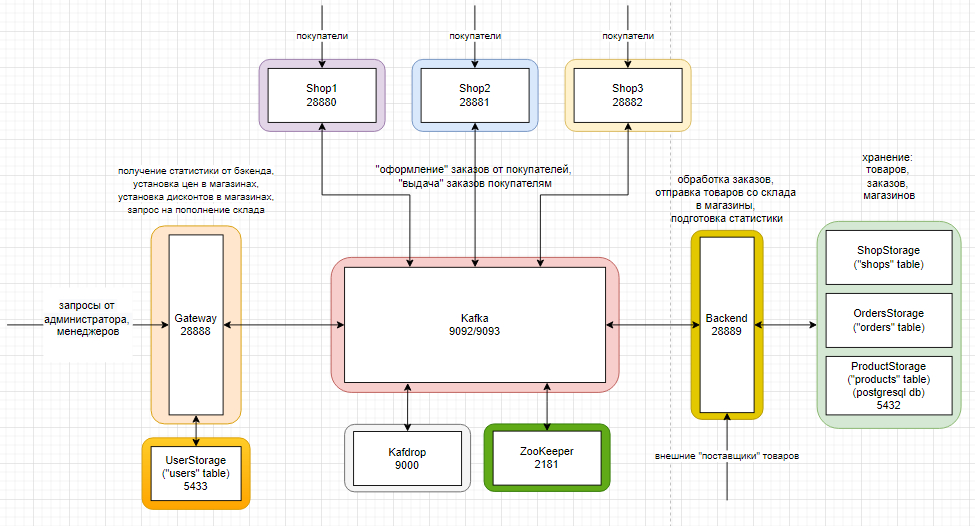 покупатели
покупатели
покупатели
Shop1
28880
Shop2
28881
Shop3
28882
получение статистики от бэкенда,
установка цен в магазинах,
установка дисконтов в магазинах,
запрос на пополнение склада
"оформление" заказов от покупателей,
"выдача" заказов покупателям
обработка заказов,
отправка товаров со склада
в магазины,
подготовка статистики
хранение:
товаров,
заказов,
магазинов
запросы от
администратора,
менеджеров
Gateway
28888
Kafka
9092/9093
Backend
28889
ShopStorage
("shops" table)
OrdersStorage
("orders" table)
ProductStorage
("products" table)
(postgresql db)
5432
UserStorage
("users" table)
5433
Kafdrop
9000
ZooKeeper
2181
внешние "поставщики" товаров